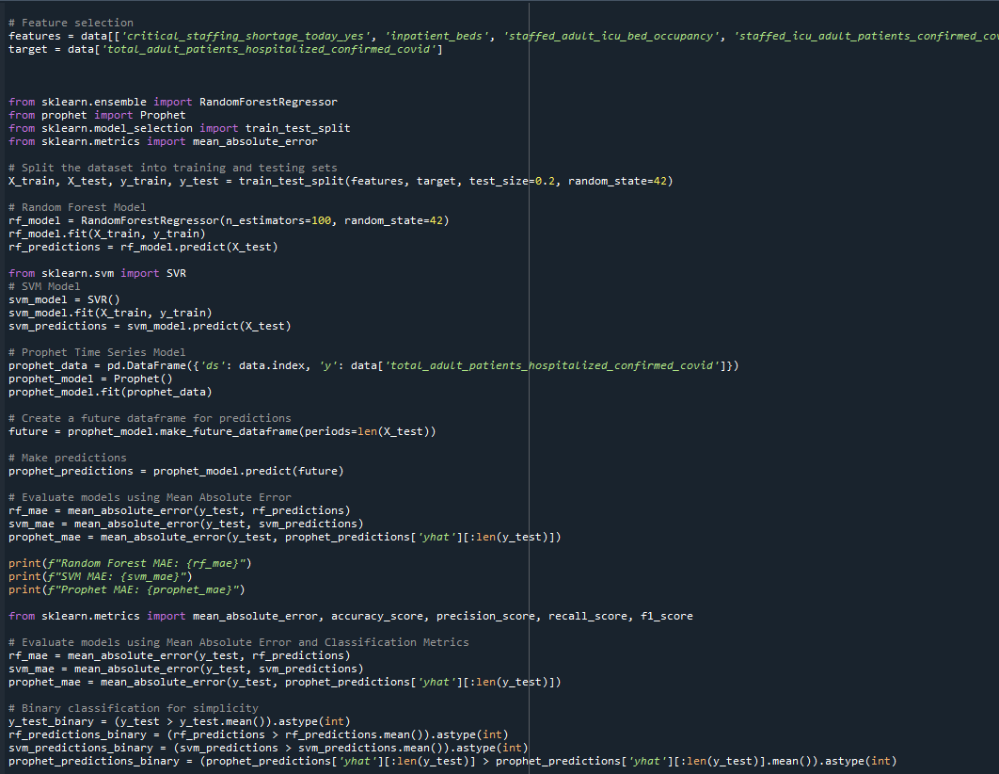 # Feature selection
features = data[['critical_staffing_shortage_today_yes', 'inpatient_beds', 'staffed_adult_icu_bed_occupancy', 'staffed_icu_adult_patients_confirmed_cov
target = data['total_adult_patients_hospitalized_confirmed_covid']
from sklearn.ensemble import RandomForestRegressor
from prophet import Prophet
from sklearn.model_selection import train_test_split
from sklearn.metrics import mean_absolute_error
# Split the dataset into training and testing sets
X_train, X_test, y_train, y_test = train_test_split(features, target, test_size=0.2, random_state=42)
# Random Forest Model
rf_model = RandomForestRegressor(n_estimators=100, random_state=42)
rf_model.fit(X_train, y_train)
rf_predictions = rf_model.predict(X_test)
from sklearn.svm import SVR
# SVM Model
svm_model = SVR()
svm_model.fit(X_train, y_train)
svm_predictions = svm_model.predict(X_test)
# Prophet Time Series Model
prophet_data = pd.DataFrame({'ds': data.index, 'y': data['total_adult_patients_hospitalized_confirmed_covid']})
prophet_model = Prophet()
prophet_model.fit(prophet_data)
# Create a future dataframe for predictions
future = prophet_model.make_future_dataframe(periods=len(X_test))
# Make predictions
prophet_predictions = prophet_model.predict(future)
# Evaluate models using Mean Absolute Error
rf_mae = mean_absolute_error(y_test, rf_predictions)
svm_mae = mean_absolute_error(y_test, svm_predictions)
prophet_mae = mean_absolute_error(y_test, prophet_predictions['yhat'][:len(y_test)])
print(f"Random Forest MAE: {rf_mae}")
print(f"SVM MAE: {svm_mae}")
print(f"Prophet MAE: {prophet_mae}")
from sklearn.metrics import mean_absolute_error, accuracy_score, precision_score, recall_score, f1_score
# Evaluate models using Mean Absolute Error and Classification Metrics
rf_mae = mean_absolute_error(y_test, rf_predictions)
svm_mae = mean_absolute_error(y_test, svm_predictions)
prophet_mae = mean_absolute_error(y_test, prophet_predictions['yhat'][:len(y_test)])
# Binary classification for simplicity
y_test_binary = (y_test > y_test.mean()).astype(int)
rf_predictions_binary = (rf_predictions > rf_predictions.mean()).astype(int)
svm_predictions_binary = (svm_predictions > svm_predictions.mean()).astype(int)
prophet_predictions_binary = (prophet_predictions['yhat'][:len(y_test)] > prophet_predictions['yhat'][:len(y_test)].mean()).astype(int)